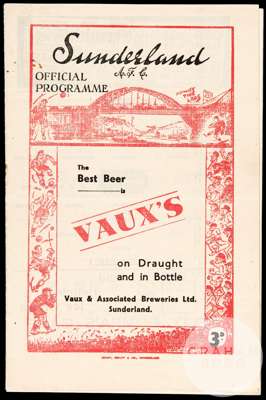 Sunderland
A.F.C.
OFFICIAL
PROGRAMME
The
Best Beer
is
VAUX'S
on Draught
and in Bottle
Vaux & Associated Breweries Ltd.
Sunderland.
3D
GRAHAM